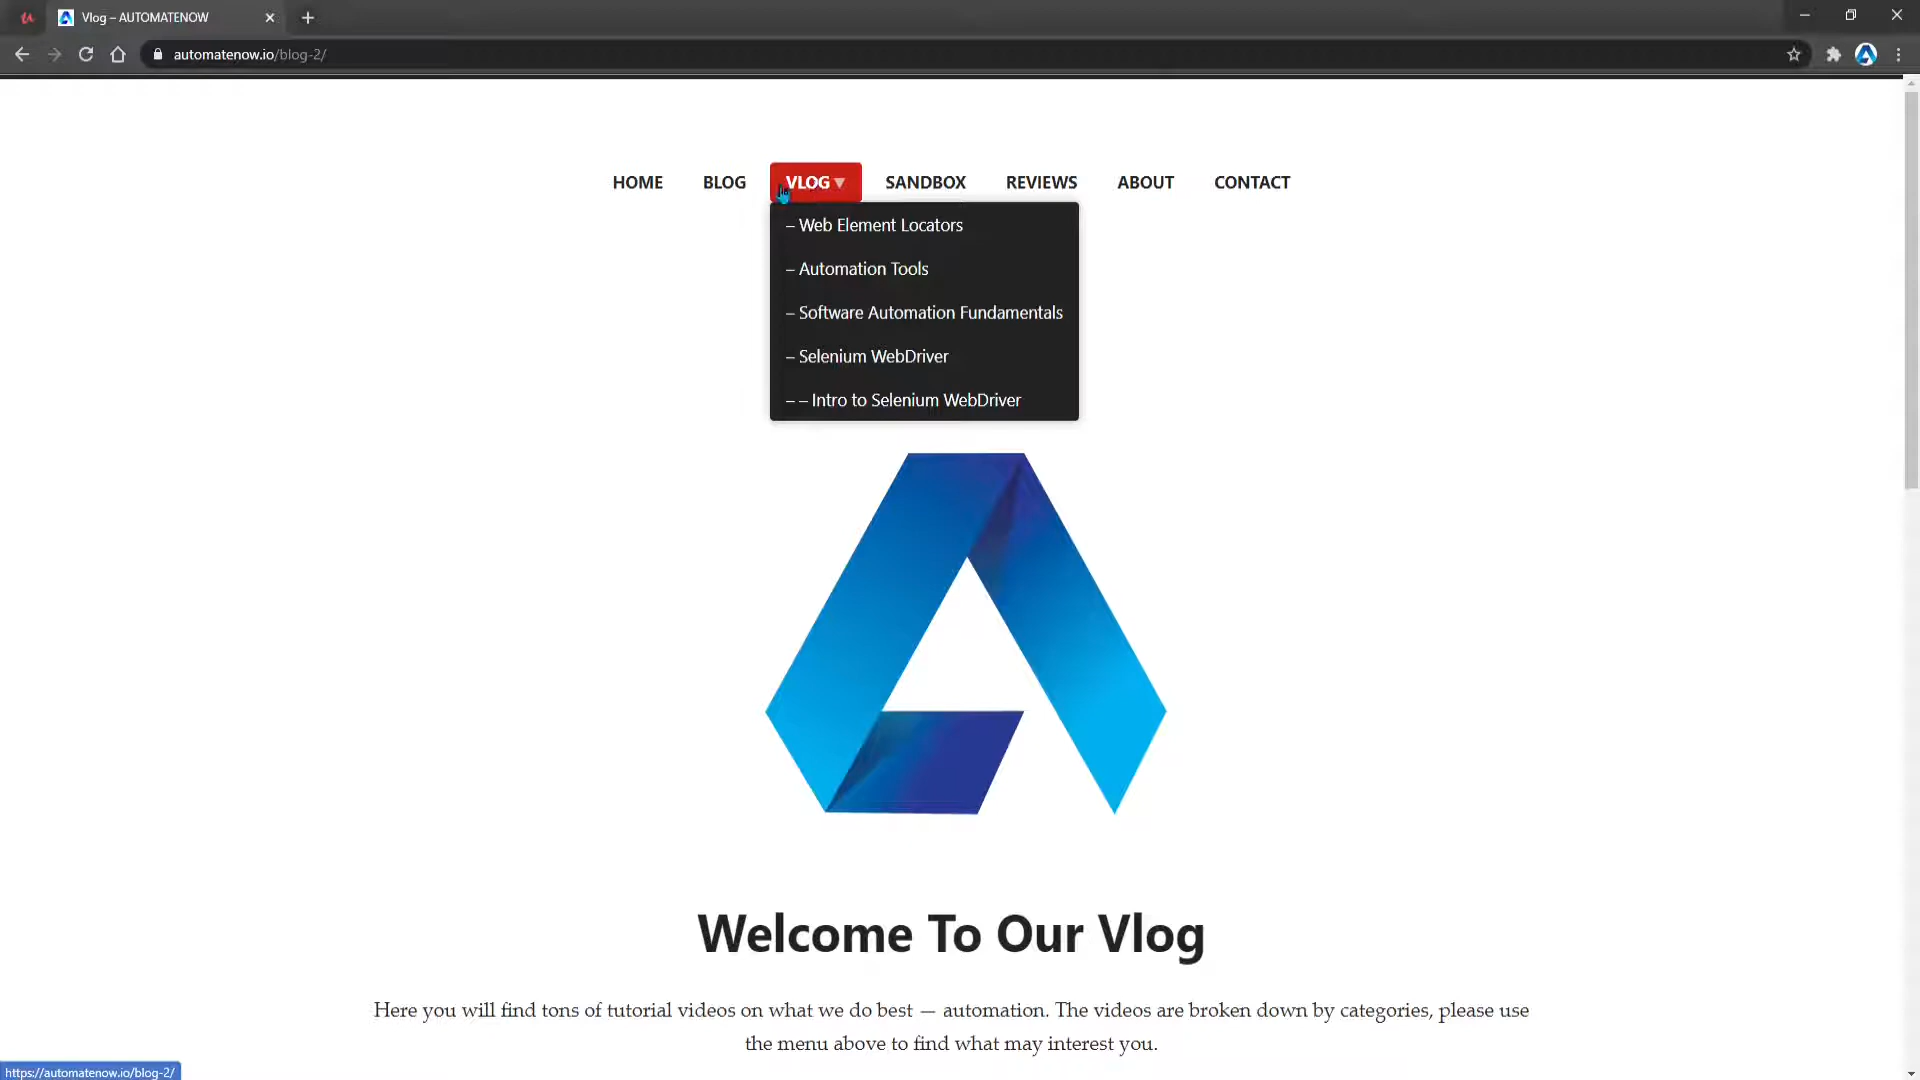 Vlog – AUTOMATENOW
automatenow.io/blog-2/
HOME BLOG VLOG▼ SANDBOX REVIEWS ABOUT CONTACT
– Web Element Locators
– Automation Tools
– Software Automation Fundamentals
– Selenium WebDriver
– – Intro to Selenium WebDriver
Welcome To Our Vlog
Here you will find tons of tutorial videos on what we do best — automation. The videos are broken down by categories, please use
the menu above to find what may interest you.
https://automatenow.io/blog-2/